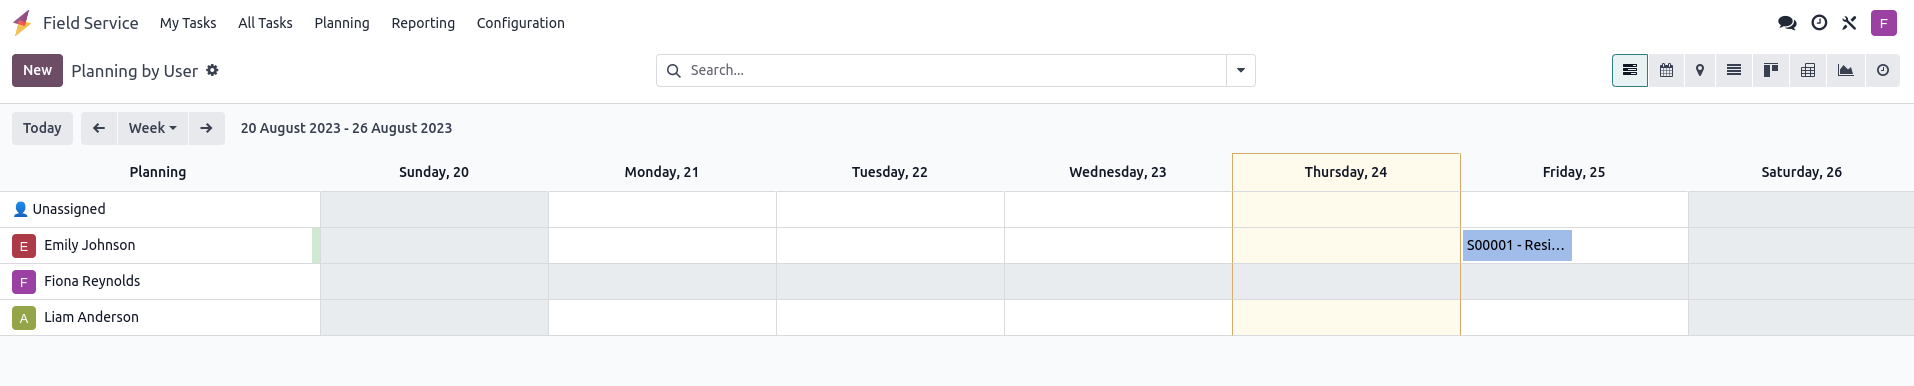 Field Service My Tasks All Tasks Planning Reporting Configuration F
New Planning by User Search...
Today Week 20 August 2023 - 26 August 2023
Planning Sunday, 20 Monday, 21 Tuesday, 22 Wednesday, 23 Thursday, 24 Friday, 25 Saturday, 26
Unassigned
E Emily Johnson S00001 - Resi...
F Fiona Reynolds
A Liam Anderson